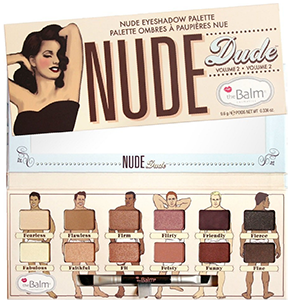 NUDE EYESHADOW PALETTE
PALETTE OMBRES À PAUPIÈRES NUE
NUDE
Dude
VOLUME 2 • VOLUME 2
theBalm
NUDE Dude
Fearless Flawless Firm Flirty Friendly Fierce
Fabulous Faithful Fit Feisty Funny Fine
theBalm